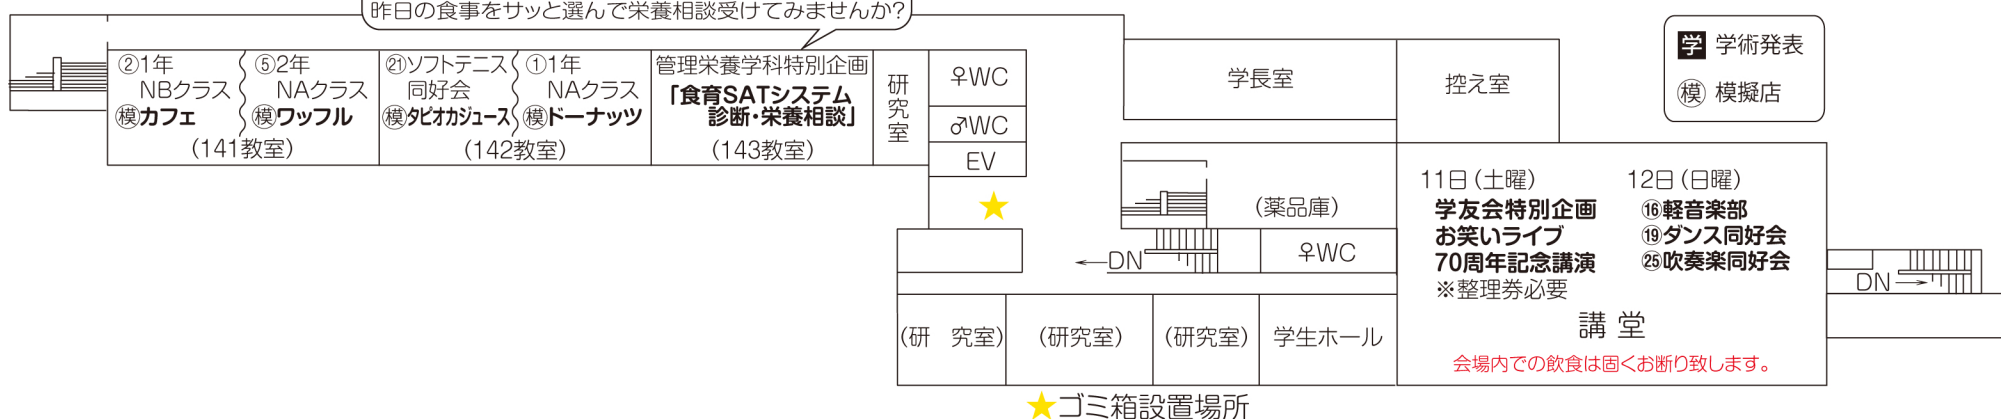 昨日の食事をサッと選んで栄養相談受けてみませんか?
②1年
NBクラス
模カフェ
⑤2年
NAクラス
模ワッフル
(141教室)
㉑ソフトテニス
同好会
模タピオカジュース
①1年
NAクラス
模ドーナッツ
(142教室)
管理栄養学科特別企画
「食育SATシステム
診断・栄養相談」
(143教室)
研究室
♀WC
♂WC
EV
学長室
控え室
学 学術発表
模 模擬店
(薬品庫)
♀WC
←DN
11日(土曜)
学友会特別企画
お笑いライブ
70周年記念講演
※整理券必要
12日(日曜)
⑯軽音楽部
⑲ダンス同好会
㉕吹奏楽同好会
講堂
会場内での飲食は固くお断り致します。
DN→
(研 究室)
(研究室)
(研究室)
学生ホール
★ゴミ箱設置場所